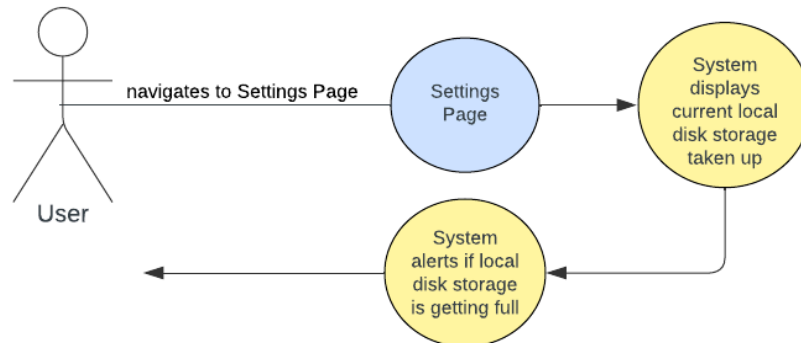 navigates to Settings Page
Settings
Page
System
displays
current local
disk storage
taken up
User
System
alerts if local
disk storage
is getting full